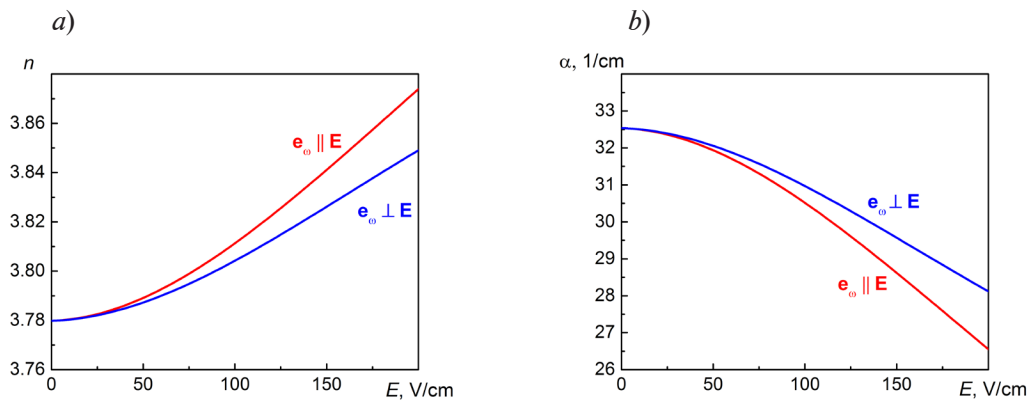 a)
n
3.86
3.84
3.82
3.80
3.78
3.76
0
50
100
150
E, V/cm
eω || E
eω ⊥ E
b)
α, 1/cm
33
32
31
30
29
28
27
26
0
50
100
150
E, V/cm
eω ⊥ E
eω || E